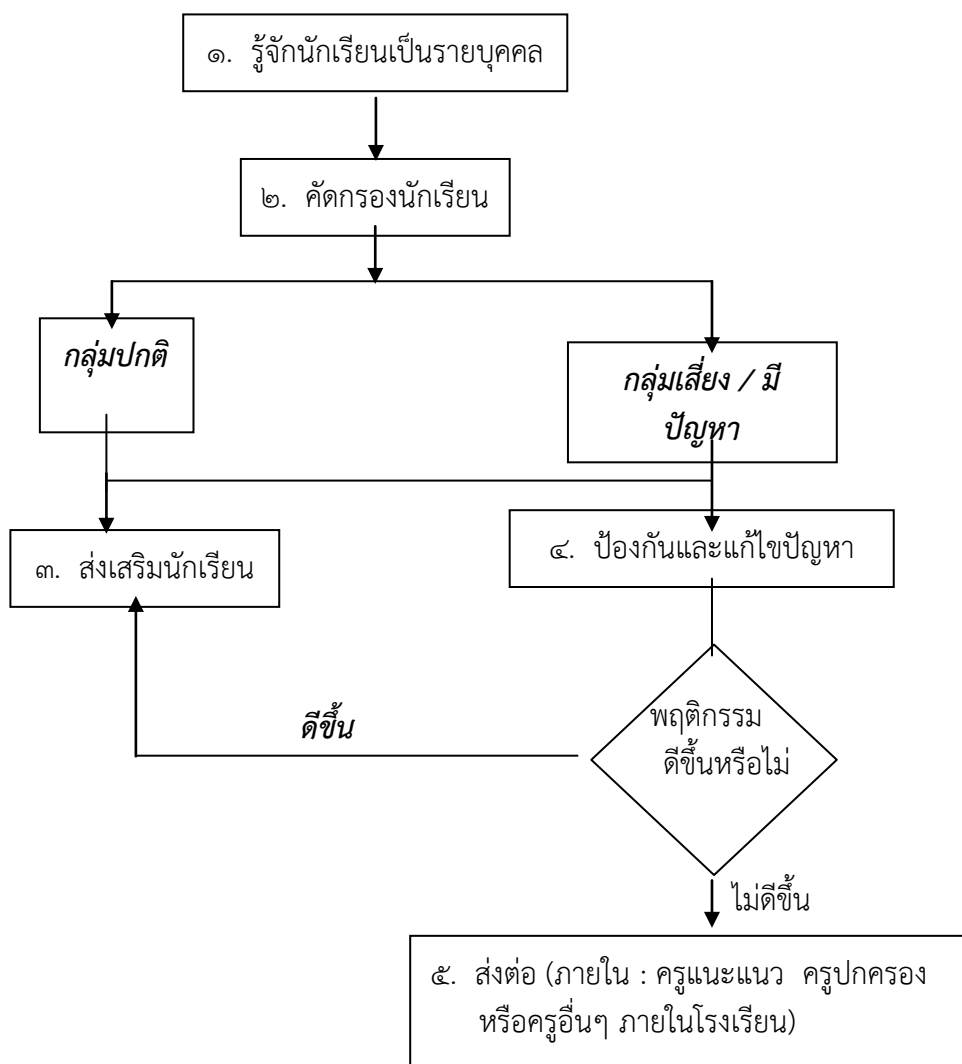 ๑. รู้จักนักเรียนเป็นรายบุคคล
๒. คัดกรองนักเรียน
กลุ่มปกติ
กลุ่มเสี่ยง / มี
ปัญหา
๓. ส่งเสริมนักเรียน
๔. ป้องกันและแก้ไขปัญหา
พฤติกรรม
ดีขึ้นหรือไม่
ดีขึ้น
ไม่ดีขึ้น
๕. ส่งต่อ (ภายใน : ครูแนะแนว ครูปกครอง
หรือครูอื่นๆ ภายในโรงเรียน)